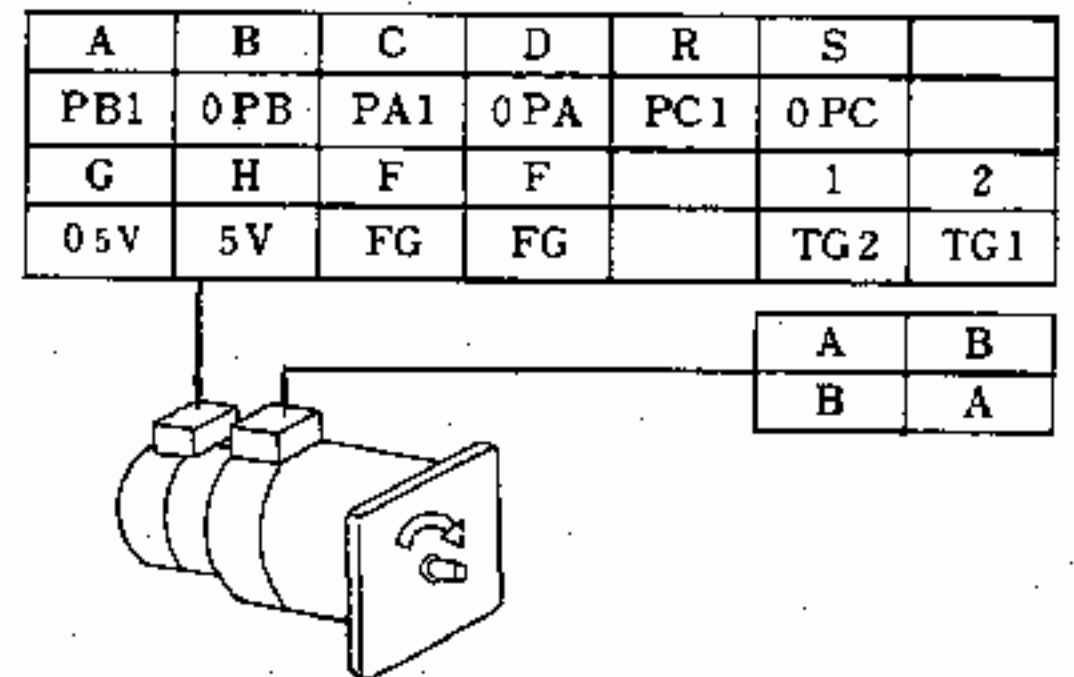 A B C D R S
PB1 0PB PA1 0PA PC1 0PC
G H F F 1 2
05V 5V FG FG TG2 TG1
A B
B A